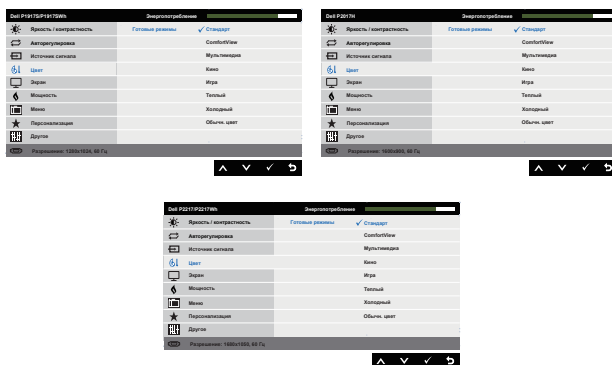 Dell P1917S/P1917SWh Энергопотребление
Яркость / контрастность Готовые режимы ✓ Стандарт
Авторегулировка ComfortView
Источник сигнала Мультимедиа
Цвет Кино
Экран Игра
Мощность Теплый
Меню Холодный
Персонализация Обычн. цвет
Другое
Разрешение: 1280x1024, 60 Гц
Dell P2017H Энергопотребление
Яркость / контрастность Готовые режимы ✓ Стандарт
Авторегулировка ComfortView
Источник сигнала Мультимедиа
Цвет Кино
Экран Игра
Мощность Теплый
Меню Холодный
Персонализация Обычн. цвет
Другое
Разрешение: 1600x900, 60 Гц
Dell P2217/P2217Wh Энергопотребление
Яркость / контрастность Готовые режимы ✓ Стандарт
Авторегулировка ComfortView
Источник сигнала Мультимедиа
Цвет Кино
Экран Игра
Мощность Теплый
Меню Холодный
Персонализация Обычн. цвет
Другое
Разрешение: 1680x1050, 60 Гц